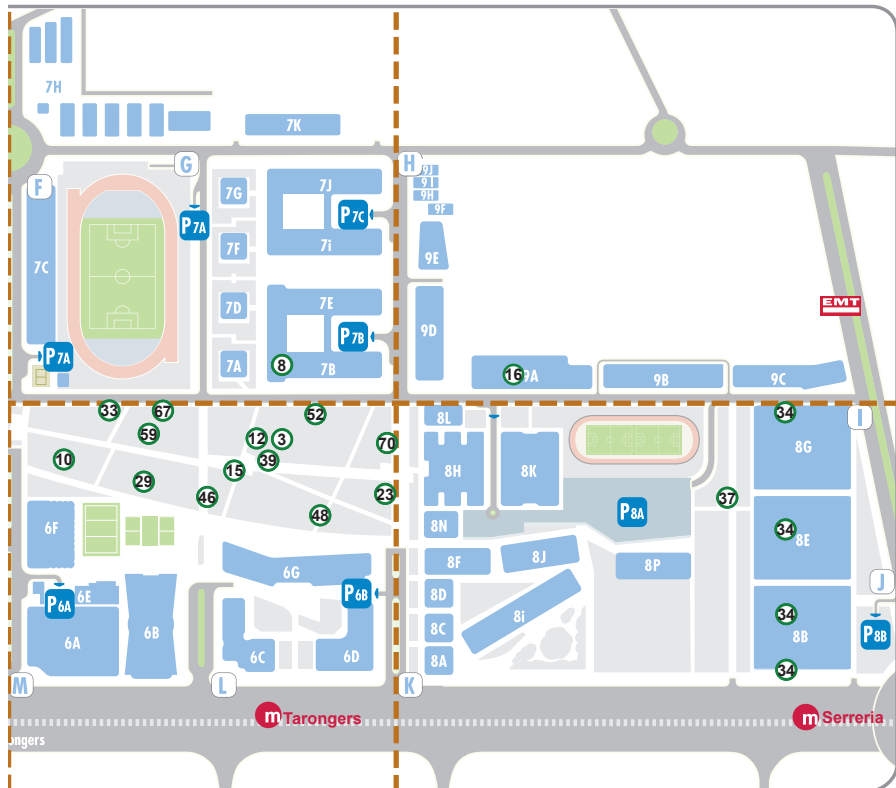 7H
7K
G
H
9J
9I
9H
9F
F
7G
7J
P7C
P7A
7F
7i
9E
7C
7D
7E
EMT
9D
P7B
P7A
7A
8
7B
16
9A
9B
9C
33
67
52
8L
34
I
59
12
3
70
8G
10
39
15
8H
8K
29
46
23
37
48
P8A
6F
8N
34
8E
8J
6G
8F
8P
J
P6A
6E
P6B
8D
8i
34
6A
6B
8C
8B
P8B
6C
6D
8A
34
M
L
K
m Tarongers
m Serreria
ongers